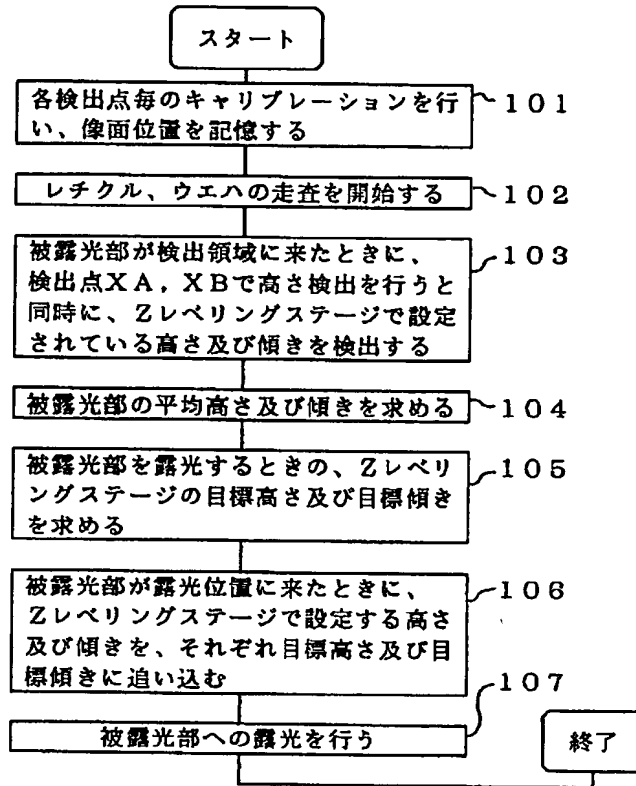 スタート
各検出点毎のキャリブレーションを行
い、像面位置を記憶する
101
レチクル、ウエハの走査を開始する
102
被露光部が検出領域に来たときに、
検出点XA，XBで高さ検出を行うと
同時に、Zレベリングステージで設定
されている高さ及び傾きを検出する
103
被露光部の平均高さ及び傾きを求める
104
被露光部を露光するときの、Zレベリ
ングステージの目標高さ及び目標傾き
を求める
105
被露光部が露光位置に来たときに、
Zレベリングステージで設定する高さ
及び傾きを、それぞれ目標高さ及び目
標傾きに追い込む
106
被露光部への露光を行う
107
終了